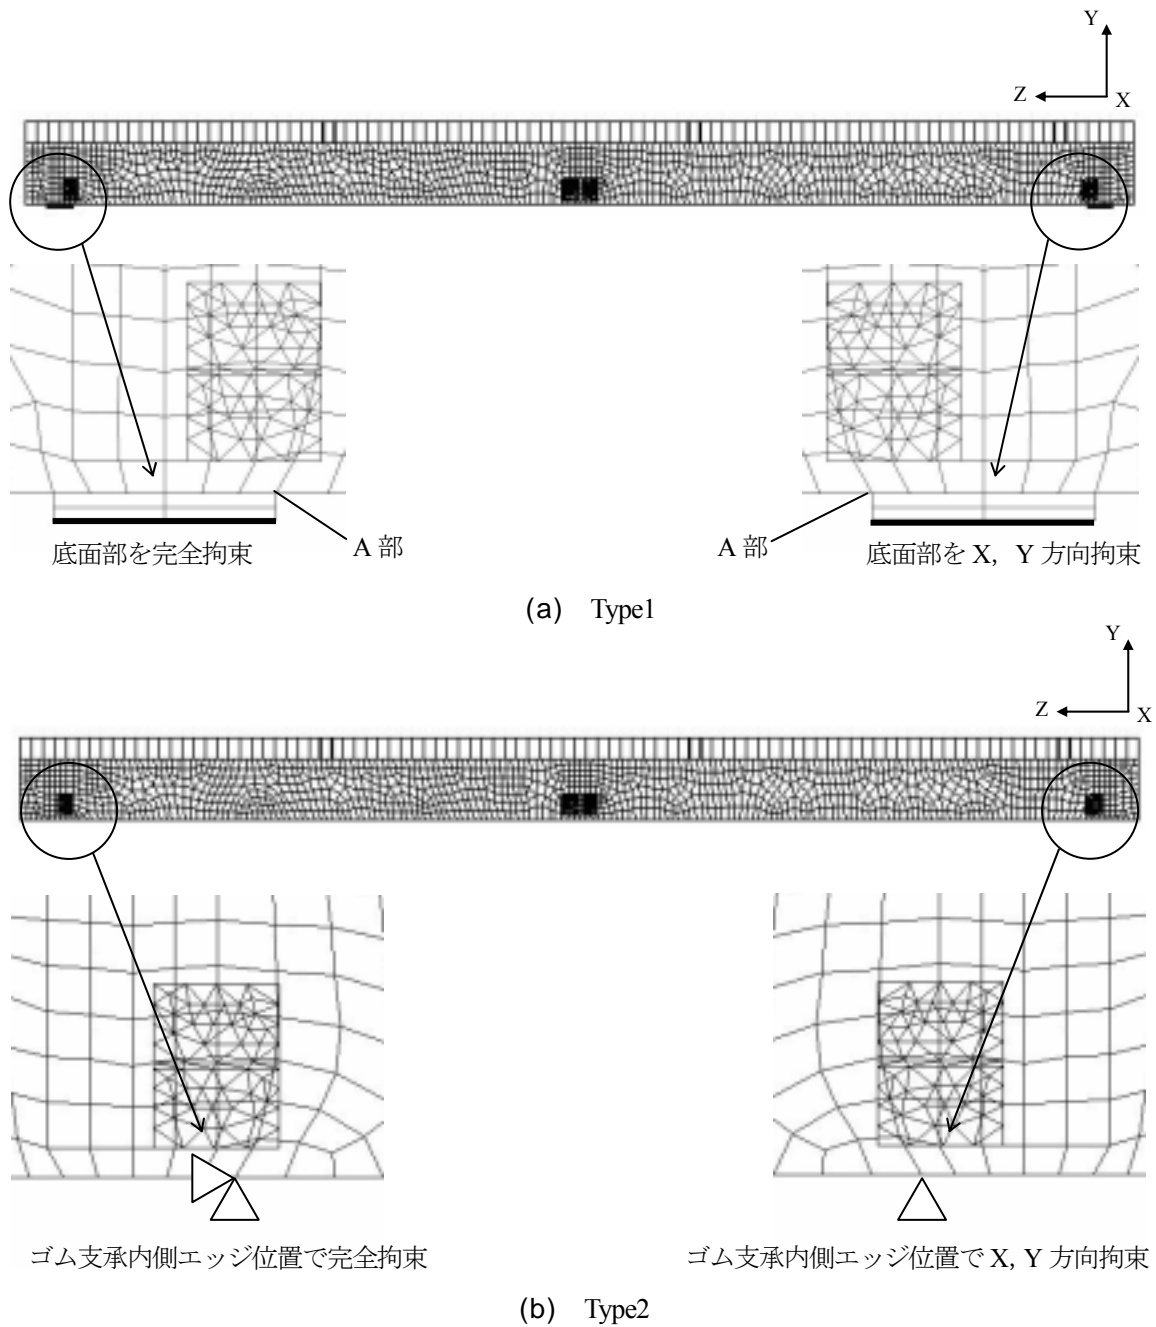 Y
Z
X
A 部
A 部
底面部を完全拘束
底面部を X, Y 方向拘束
(a) Type1
Y
Z
X
ゴム支承内側エッジ位置で完全拘束
ゴム支承内側エッジ位置で X, Y 方向拘束
(b) Type2